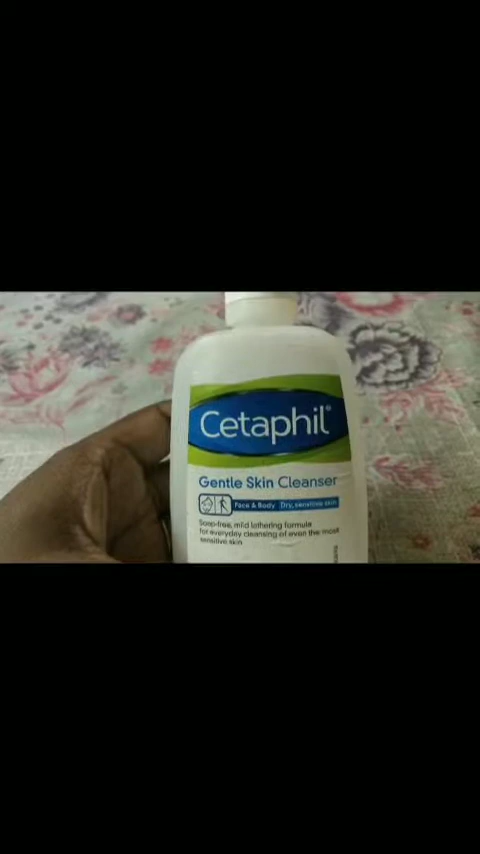 Cetaphil®
Gentle Skin Cleanser
Face & Body Dry, sensitive skin
Soap-free, mild lathering formula
for everyday cleansing of even the most
sensitive skin